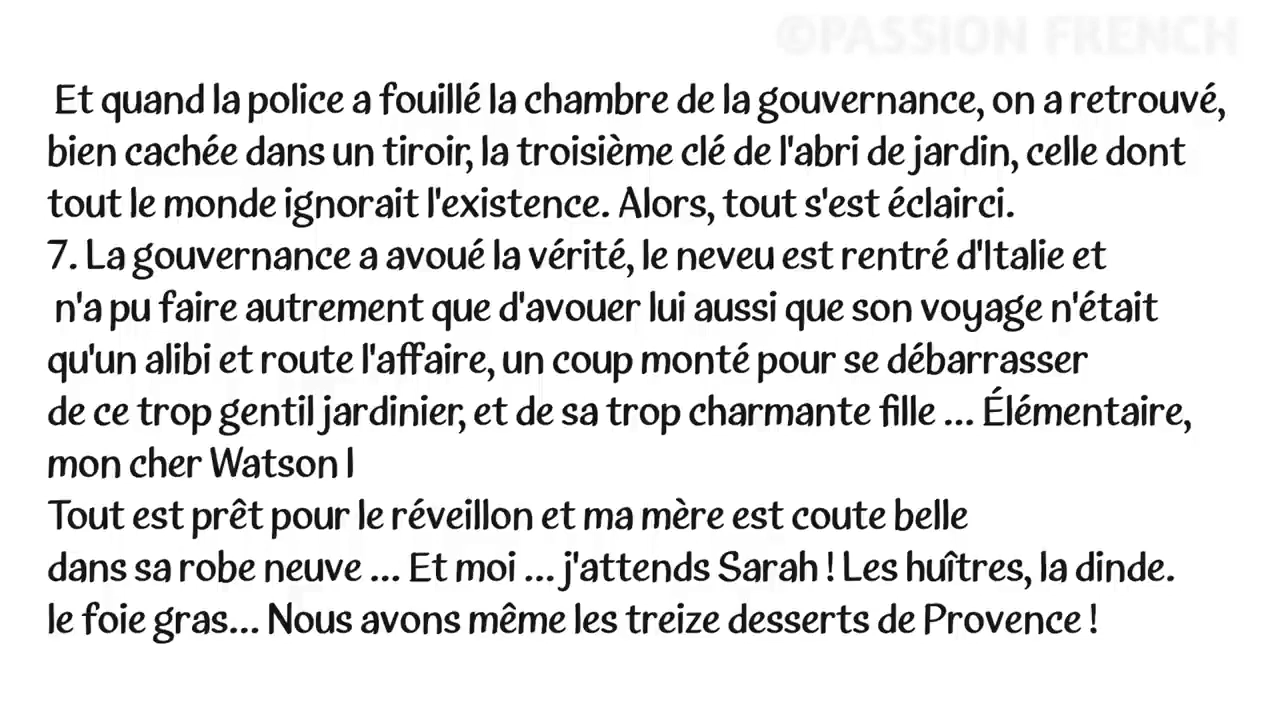 ©PASSION FRENCH
Et quand la police a fouillé la chambre de la gouvernance, on a retrouvé,
bien cachée dans un tiroir, la troisième clé de l'abri de jardin, celle dont
tout le monde ignorait l'existence. Alors, tout s'est éclairci.
7. La gouvernance a avoué la vérité, le neveu est rentré d'Italie et
n'a pu faire autrement que d'avouer lui aussi que son voyage n'était
qu'un alibi et route l'affaire, un coup monté pour se débarrasser
de ce trop gentil jardinier, et de sa trop charmante fille ... Élémentaire,
mon cher Watson l
Tout est prêt pour le réveillon et ma mère est coute belle
dans sa robe neuve ... Et moi ... j'attends Sarah ! Les huîtres, la dinde.
le foie gras... Nous avons même les treize desserts de Provence !